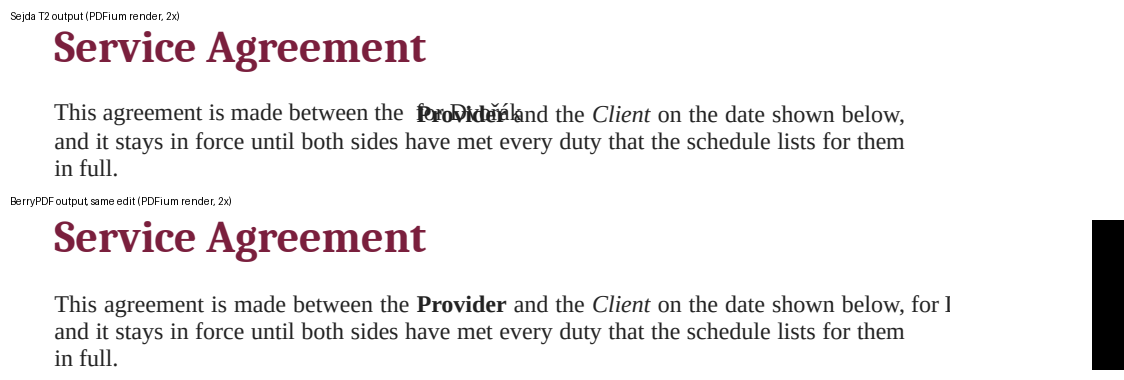 Sejda T2 output (PDFium render, 2x)
Service Agreement
This agreement is made between the for Dvořák Provider and the Client on the date shown below,
and it stays in force until both sides have met every duty that the schedule lists for them
in full.
BerryPDF output, same edit (PDFium render, 2x)
Service Agreement
This agreement is made between the Provider and the Client on the date shown below, for
and it stays in force until both sides have met every duty that the schedule lists for them
in full.